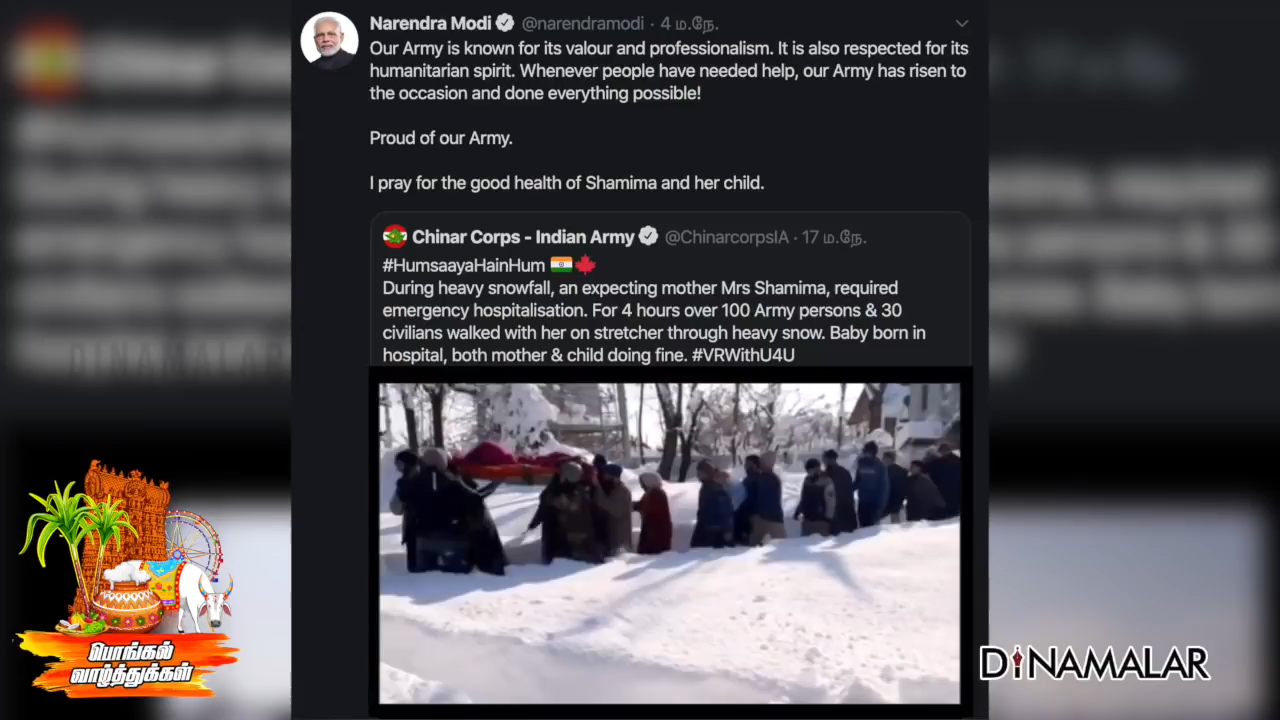 Narendra Modi @narendramodi · 4 ம.நே.
Our Army is known for its valour and professionalism. It is also respected for its
humanitarian spirit. Whenever people have needed help, our Army has risen to
the occasion and done everything possible!
Proud of our Army.
I pray for the good health of Shamima and her child.
Chinar Corps - Indian Army @ChinarcorpsIA · 17 ம.நே.
#HumsaayaHainHum
During heavy snowfall, an expecting mother Mrs Shamima, required
emergency hospitalisation. For 4 hours over 100 Army persons & 30
civilians walked with her on stretcher through heavy snow. Baby born in
hospital, both mother & child doing fine. #VRWithU4U
பொங்கல்
வாழ்த்துக்கள்
DINAMALAR